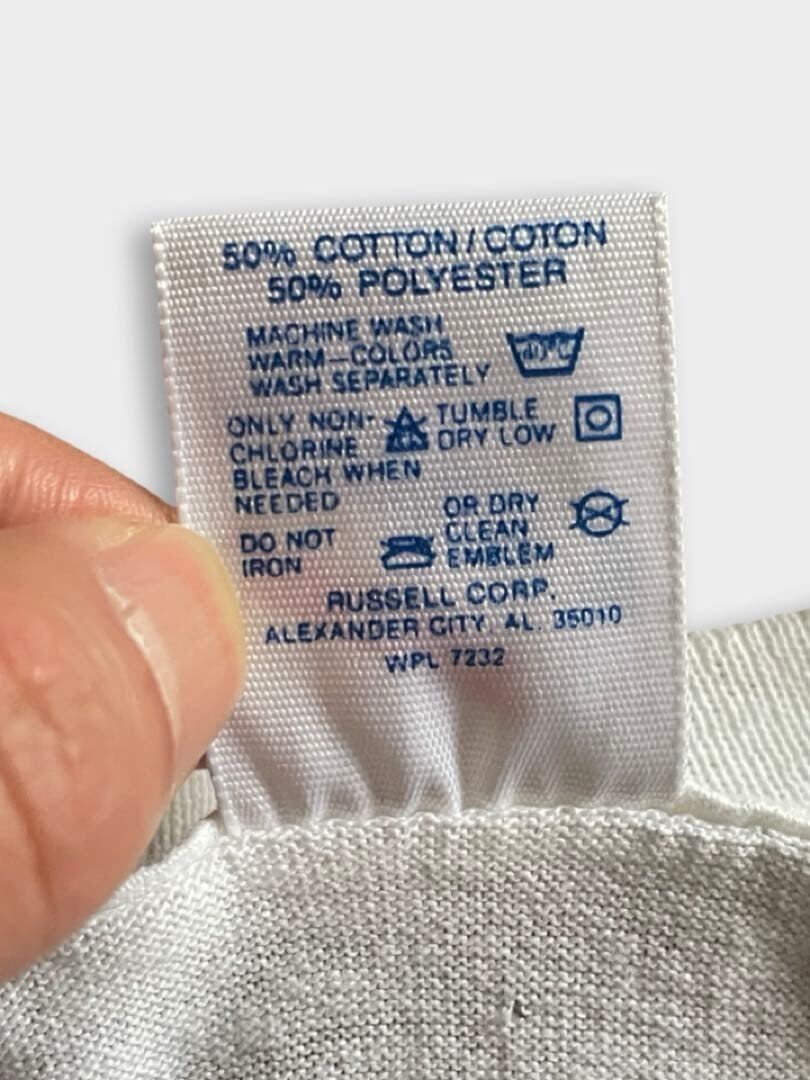 50% COTTON / COTON
50% POLYESTER
MACHINE WASH
WARM—COLORS
WASH SEPARATELY
40°C
ONLY NON-
CHLORINE
BLEACH WHEN
NEEDED
TUMBLE
DRY LOW
DO NOT
IRON
OR DRY
CLEAN
EMBLEM
RUSSELL CORP.
ALEXANDER CITY, AL. 35010
WPL 7232